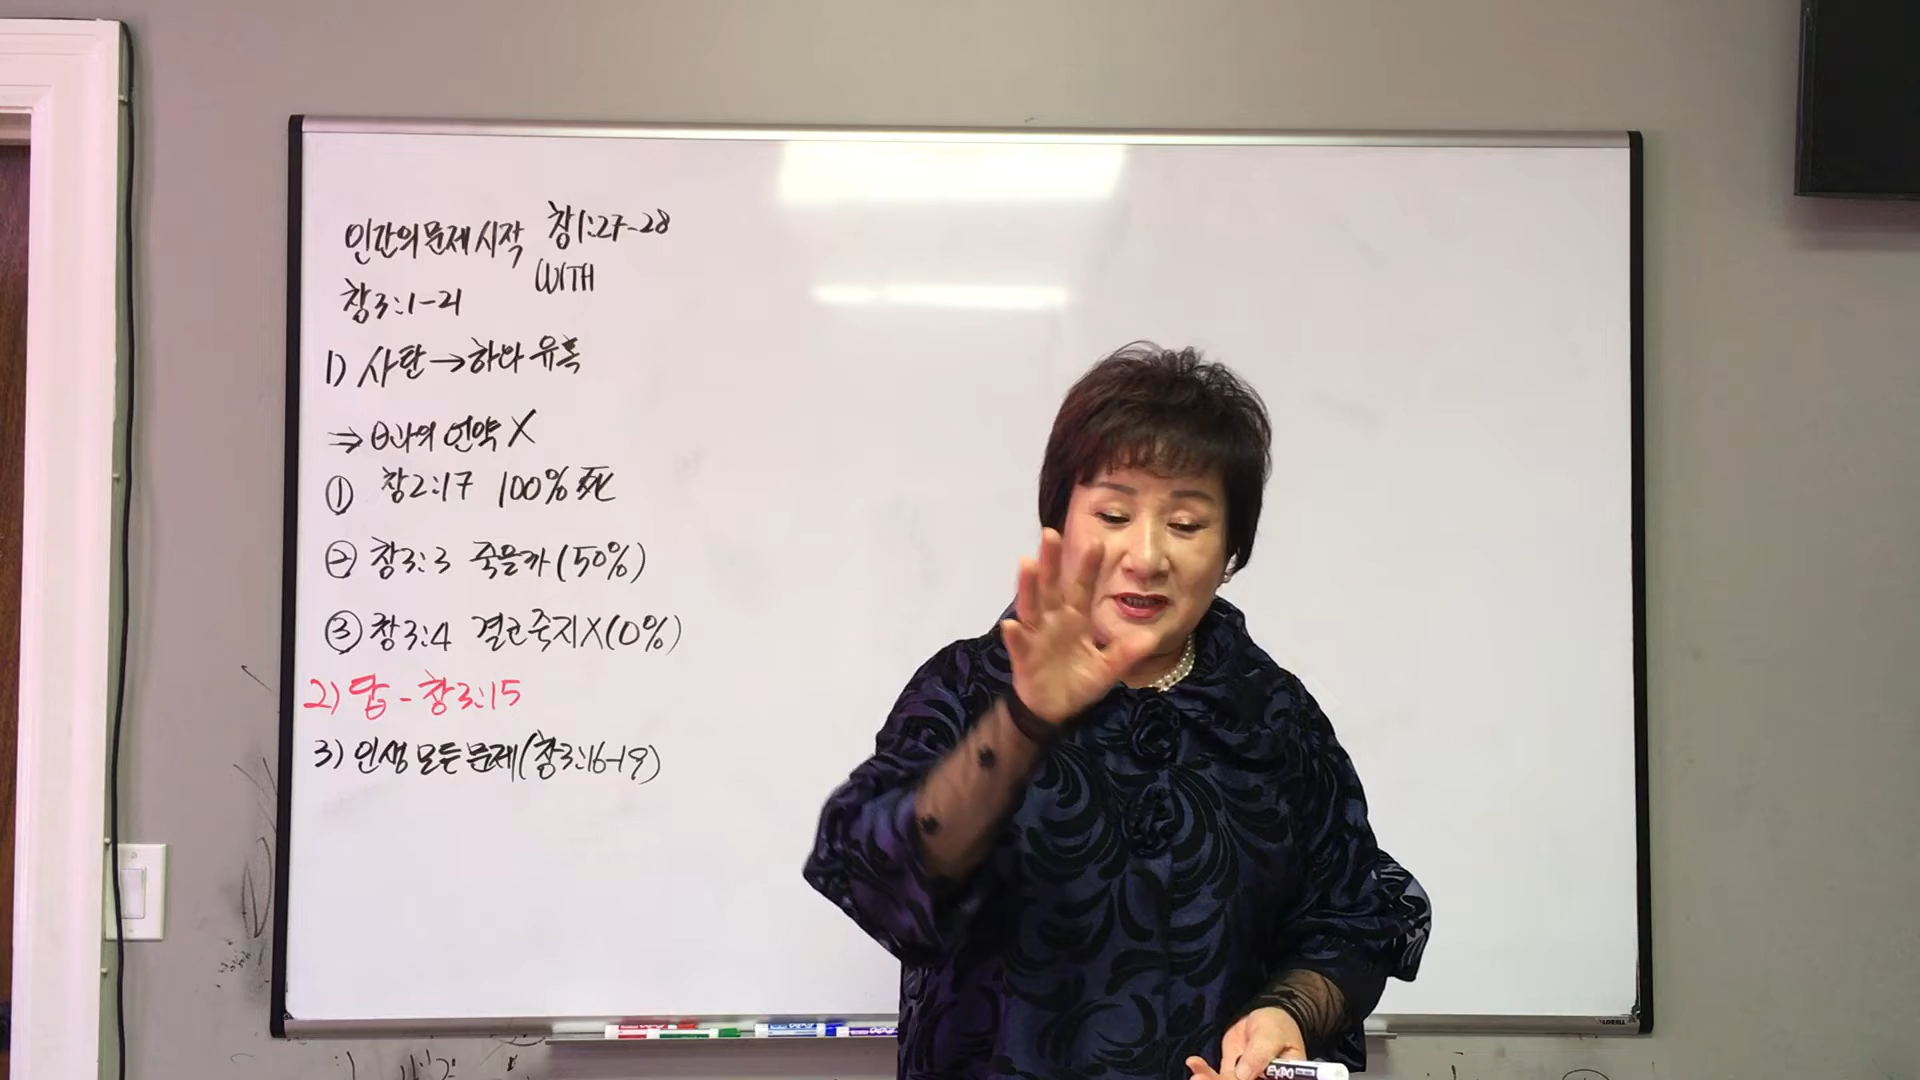 인간의 문제 시작 창1:27-28
WITH
창3:1-21
1) 사탄→하와 유혹
⇒ θ과의 언약 X
① 창2:17 100% 死
② 창3:3 죽을까(50%)
③ 창3:4 결코죽지X(0%)
2) 답 - 창3:15
3) 인생 모든 문제(창3:16-19)